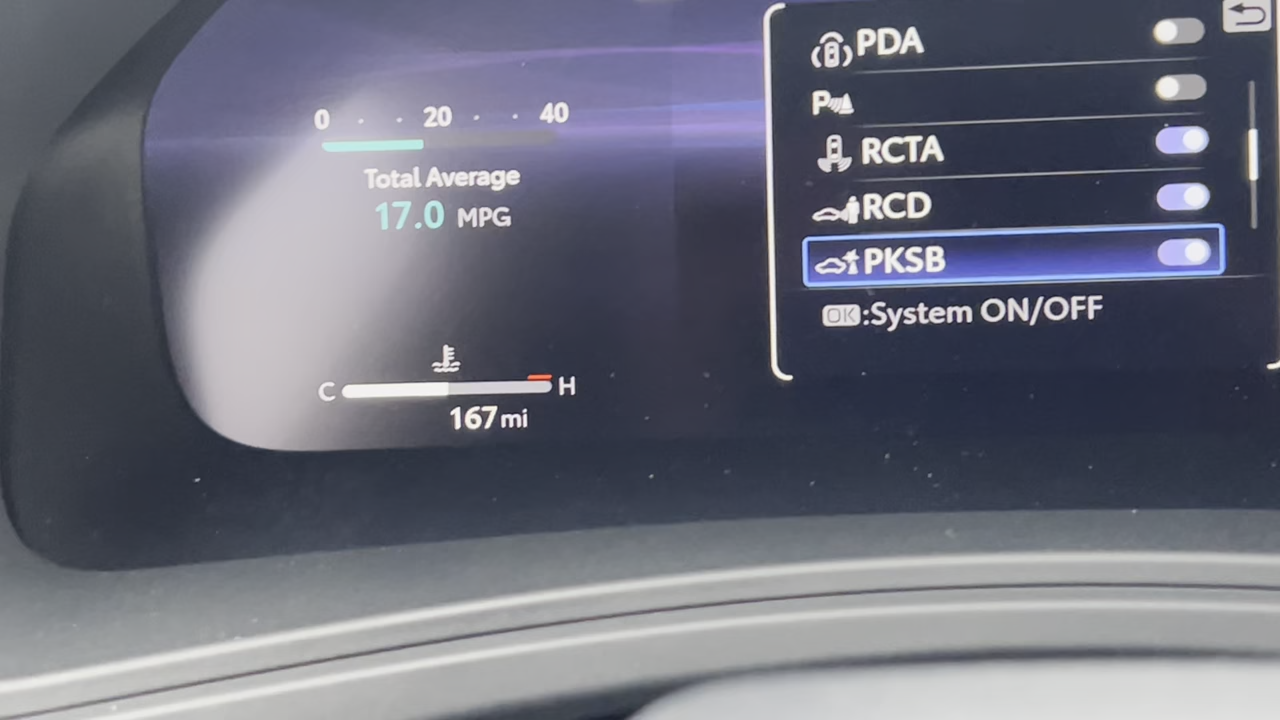 0 20 40
Total Average
17.0 MPG
C H
167 mi
PDA
P
RCTA
RCD
PKSB
OK:System ON/OFF